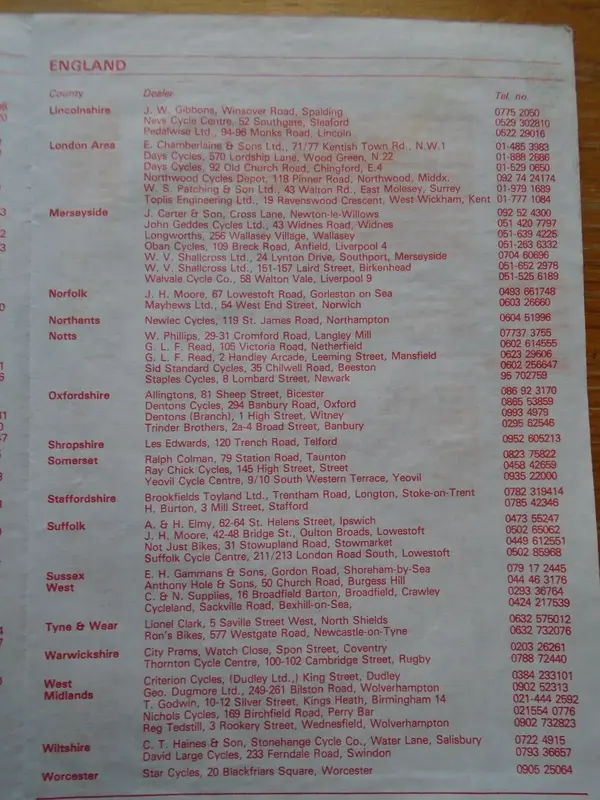 ENGLAND
County Dealer Tel. no.
Lincolnshire J. W. Gibbons, Winsover Road, Spalding 0775 2050
Neys Cycle Centre, 52 Southgate, Sleaford 0529 302810
Pedalwise Ltd., 94-96 Monks Road, Lincoln 0522 29016
London Area E. Chamberlaine & Sons Ltd., 71/77 Kentish Town Rd., N.W.1 01-485 3983
Days Cycles, 570 Lordship Lane, Wood Green, N.22 01-888 2686
Days Cycles, 92 Old Church Road, Chingford, E.4 01-529 0650
Northwood Cycles Depot, 118 Pinner Road, Northwood, Middx. 092 74 24174
W. S. Patching & Son Ltd., 43 Walton Rd., East Molesey, Surrey 01-979 1689
Toplis Engineering Ltd., 19 Ravenswood Crescent, West Wickham, Kent 01-777 1084
Merseyside J. Carter & Son, Cross Lane, Newton-le-Willows 092 52 4300
John Geddes Cycles Ltd., 43 Widnes Road, Widnes 051 420 7797
Longworths, 256 Wallasey Village, Wallasey 051-639 4226
Oban Cycles, 109 Breck Road, Anfield, Liverpool 4 051-263 6332
W. V. Shallcross Ltd., 24 Lynton Drive, Southport, Merseyside 0704 60696
W. V. Shallcross Ltd., 151-157 Laird Street, Birkenhead 051-652 2976
Walvale Cycle Co., 58 Walton Vale, Liverpool 9 051-525 6189
Norfolk J. H. Moore, 67 Lowestoft Road, Gorleston on Sea 0493 661748
Mayhews Ltd., 54 West End Street, Norwich 0603 26660
Northants Newlec Cycles, 119 St. James Road, Northampton 0604 51996
Notts W. Phillips, 29-31 Cromford Road, Langley Mill 07737 3755
G. L. F. Read, 105 Victoria Road, Netherfield 0602 614555
G. L. F. Read, 2 Handley Arcade, Leeming Street, Mansfield 0623 29606
Sid Standard Cycles, 35 Chilwell Road, Beeston 0602 256647
Staples Cycles, 8 Lombard Street, Newark 95 702759
Oxfordshire Allingtons, 81 Sheep Street, Bicester 086 92 3170
Dentons Cycles, 294 Banbury Road, Oxford 0865 53859
Dentons (Branch), 1 High Street, Witney 0993 4979
Trinder Brothers, 2a-4 Broad Street, Banbury 0295 62546
Shropshire Les Edwards, 120 Trench Road, Telford 0952 605213
Somerset Ralph Colman, 79 Station Road, Taunton 0823 75822
Ray Chick Cycles, 145 High Street, Street 0458 42659
Yeovil Cycle Centre, 9/10 South Western Terrace, Yeovil 0935 22000
Staffordshire Brookfields Toyland Ltd., Trentham Road, Longton, Stoke-on-Trent 0782 319414
H. Burton, 3 Mill Street, Stafford 0785 42346
Suffolk A. & H. Elmy, 62-64 St. Helens Street, Ipswich 0473 55247
J. H. Moore, 42-48 Bridge St., Oulton Broads, Lowestoft 0502 65062
Not Just Bikes, 31 Stowupland Road, Stowmarket 0449 612551
Suffolk Cycle Centre, 211/213 London Road South, Lowestoft 0502 85968
Sussex E. H. Gammans & Sons, Gordon Road, Shoreham-by-Sea 079 17 2445
West Anthony Hole & Sons, 50 Church Road, Burgess Hill 044 46 3176
C. & N. Supplies, 16 Broadfield Barton, Broadfield, Crawley 0293 36764
Cycleland, Sackville Road, Bexhill-on-Sea, 0424 217539
Tyne & Wear Lionel Clark, 5 Saville Street West, North Shields 0632 575012
Ron's Bikes, 577 Westgate Road, Newcastle-on-Tyne 0632 732076
Warwickshire City Prams, Watch Close, Spon Street, Coventry 0203 26261
Thornton Cycle Centre, 100-102 Cambridge Street, Rugby 0788 72440
West Criterion Cycles, (Dudley Ltd.,) King Street, Dudley 0384 233101
Midlands Geo. Dugmore Ltd., 249-261 Bilston Road, Wolverhampton 0902 52313
T. Godwin, 10-12 Silver Street, Kings Heath, Birmingham 14 021-444 2592
Nichols Cycles, 169 Birchfield Road, Perry Bar 021554 0776
Reg Tedstill, 3 Rookery Street, Wednesfield, Wolverhampton 0902 732823
Wiltshire C. T. Haines & Son, Stonehenge Cycle Co., Water Lane, Salisbury 0722 4915
David Large Cycles, 233 Ferndale Road, Swindon 0793 36657
Worcester Star Cycles, 20 Blackfriars Square, Worcester 0905 25064